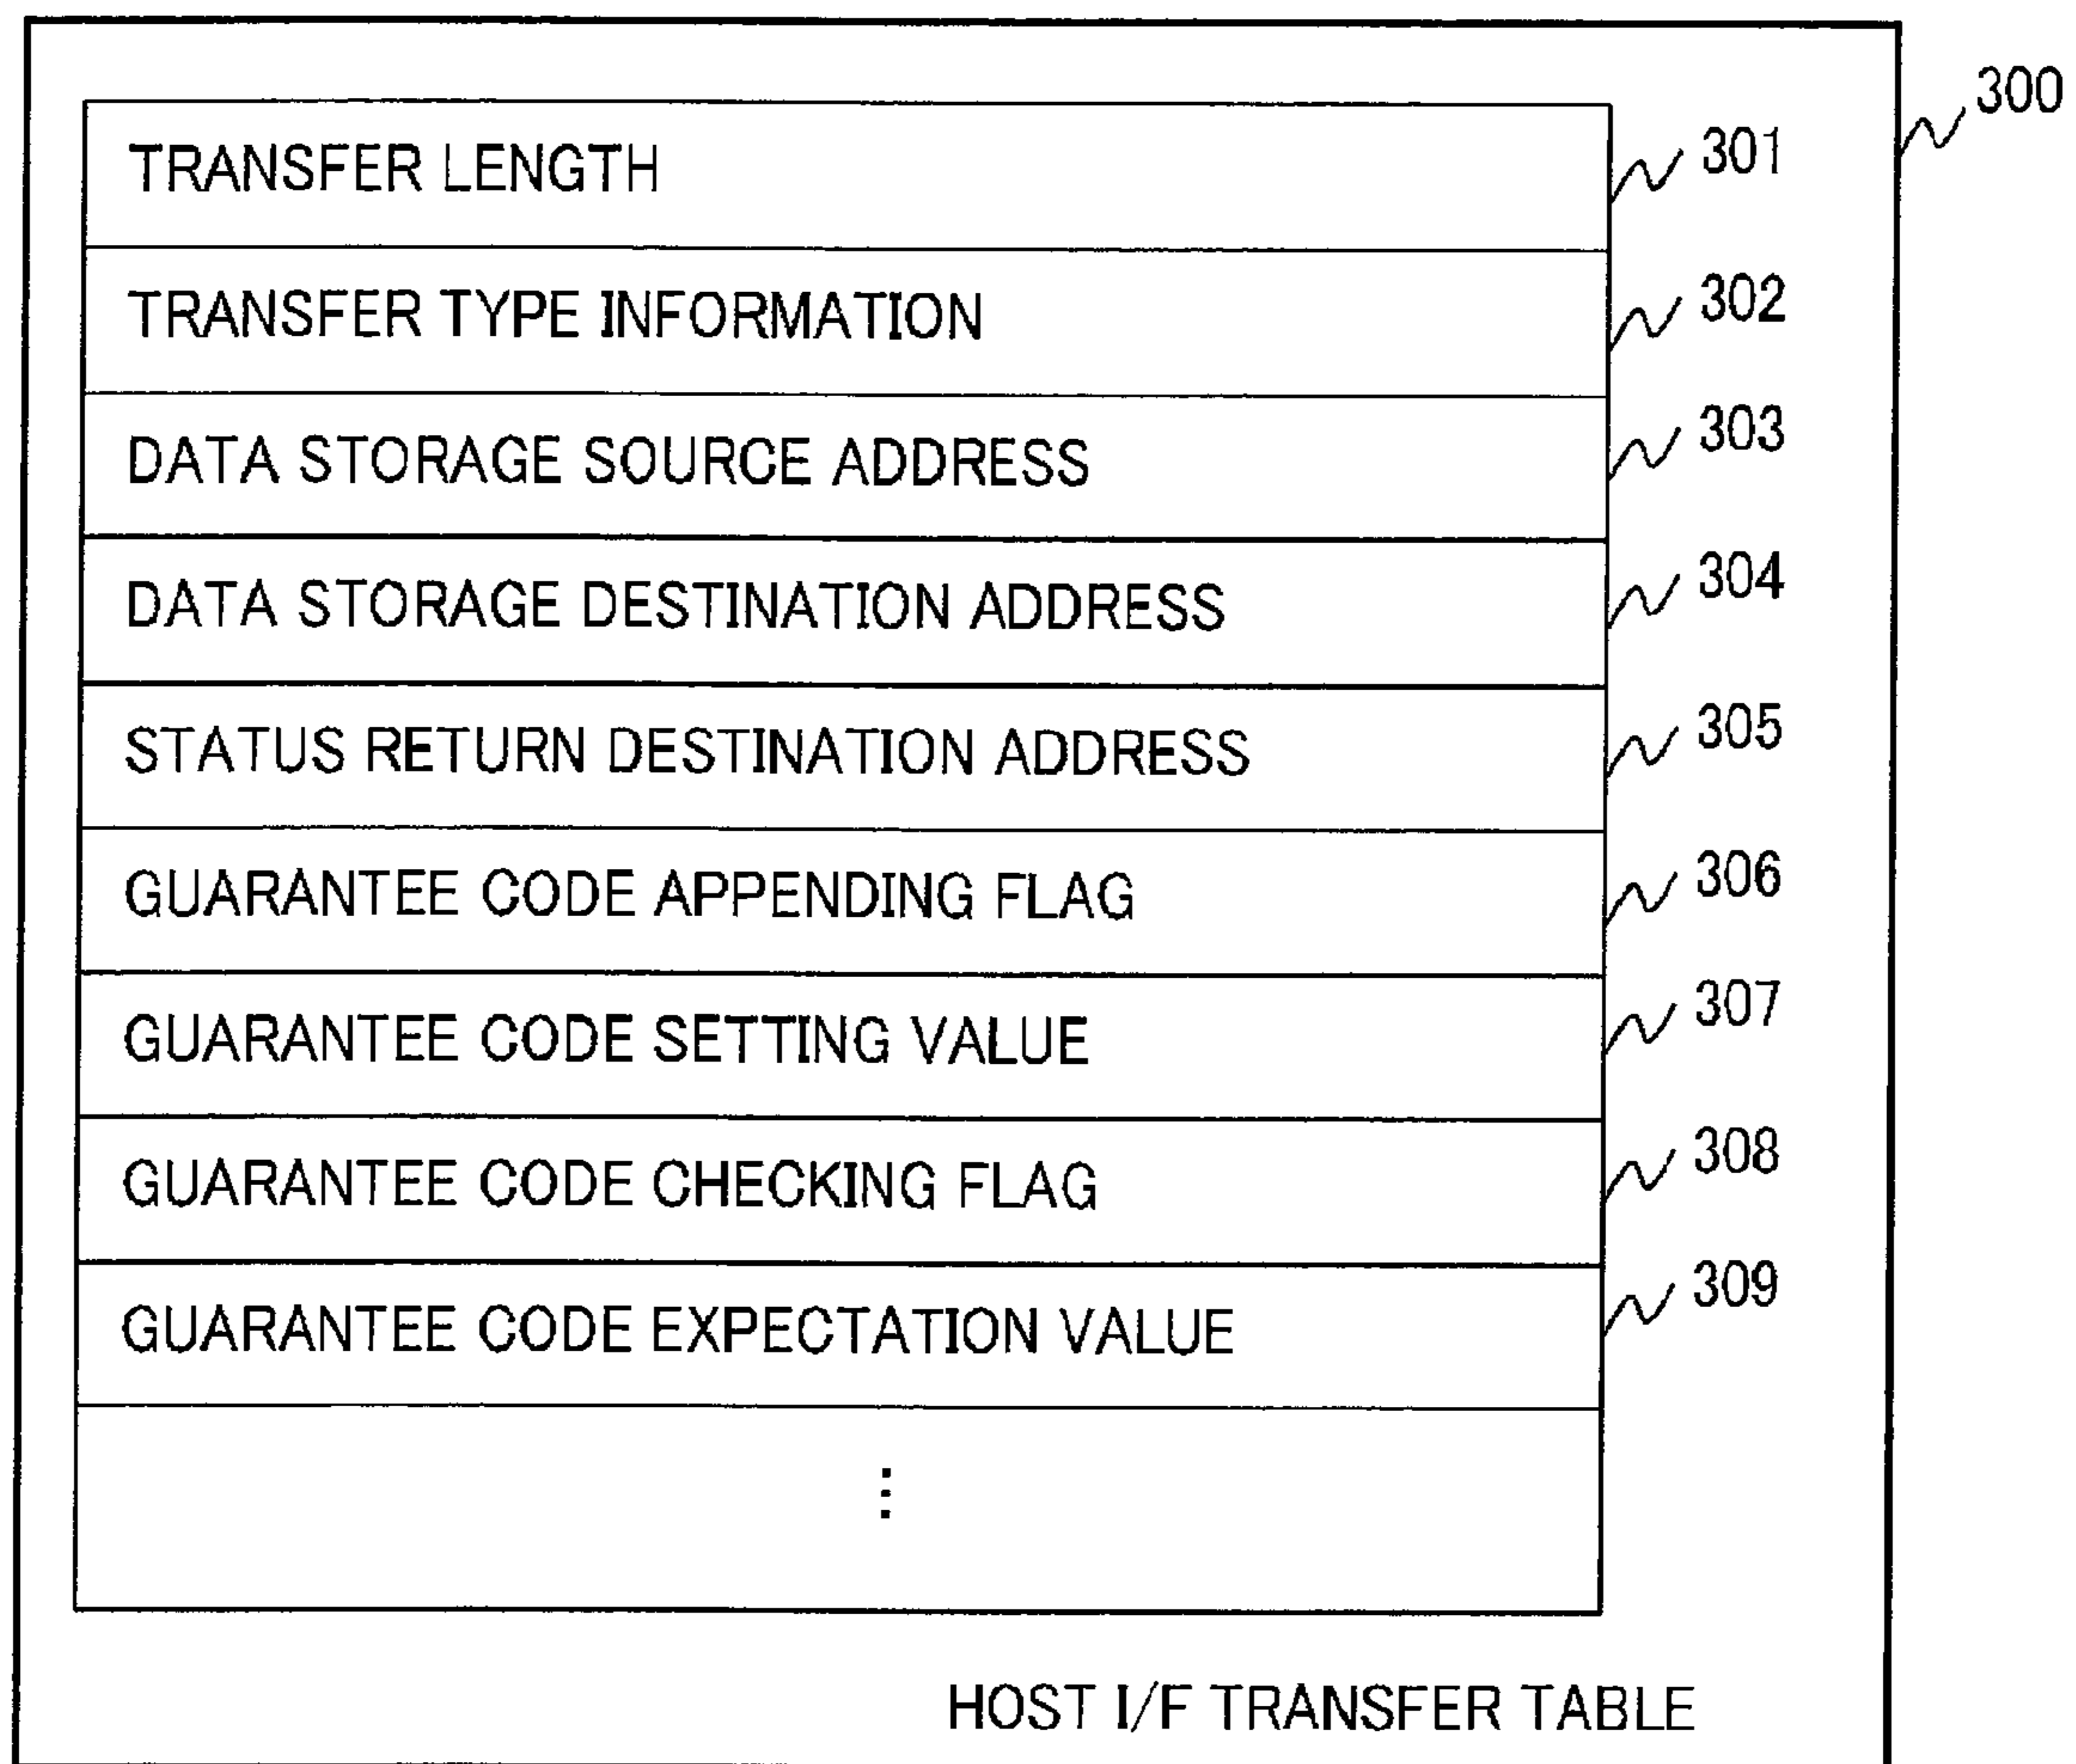 300
TRANSFER LENGTH 301
TRANSFER TYPE INFORMATION 302
DATA STORAGE SOURCE ADDRESS 303
DATA STORAGE DESTINATION ADDRESS 304
STATUS RETURN DESTINATION ADDRESS 305
GUARANTEE CODE APPENDING FLAG 306
GUARANTEE CODE SETTING VALUE 307
GUARANTEE CODE CHECKING FLAG 308
GUARANTEE CODE EXPECTATION VALUE 309
⋮
HOST I/F TRANSFER TABLE